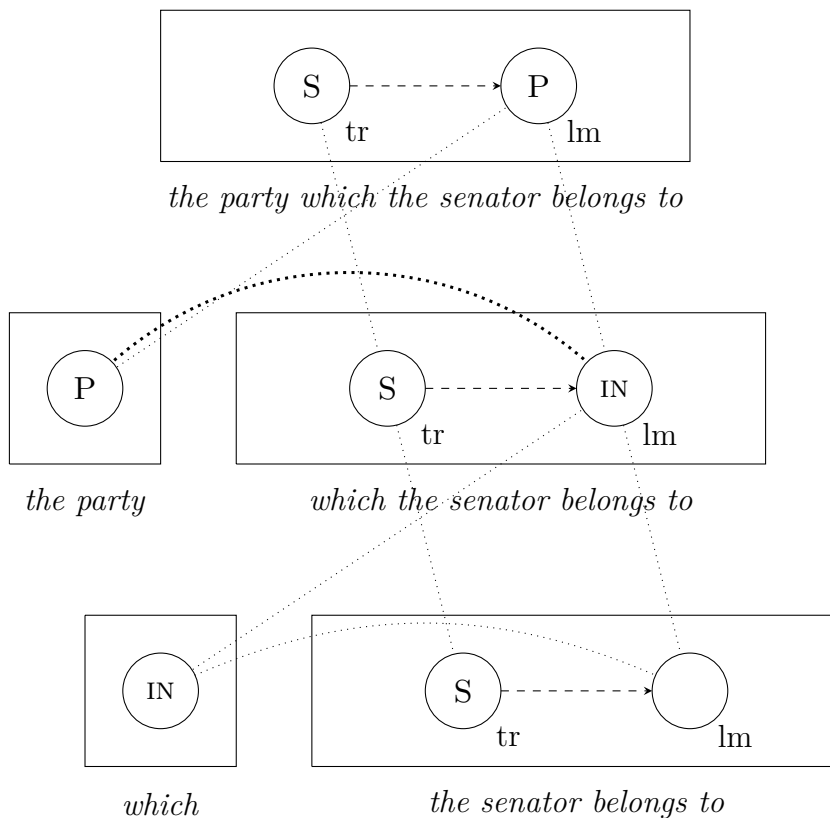 S P
tr lm
the party which the senator belongs to
P S IN
tr lm
the party which the senator belongs to
IN S
tr lm
which the senator belongs to